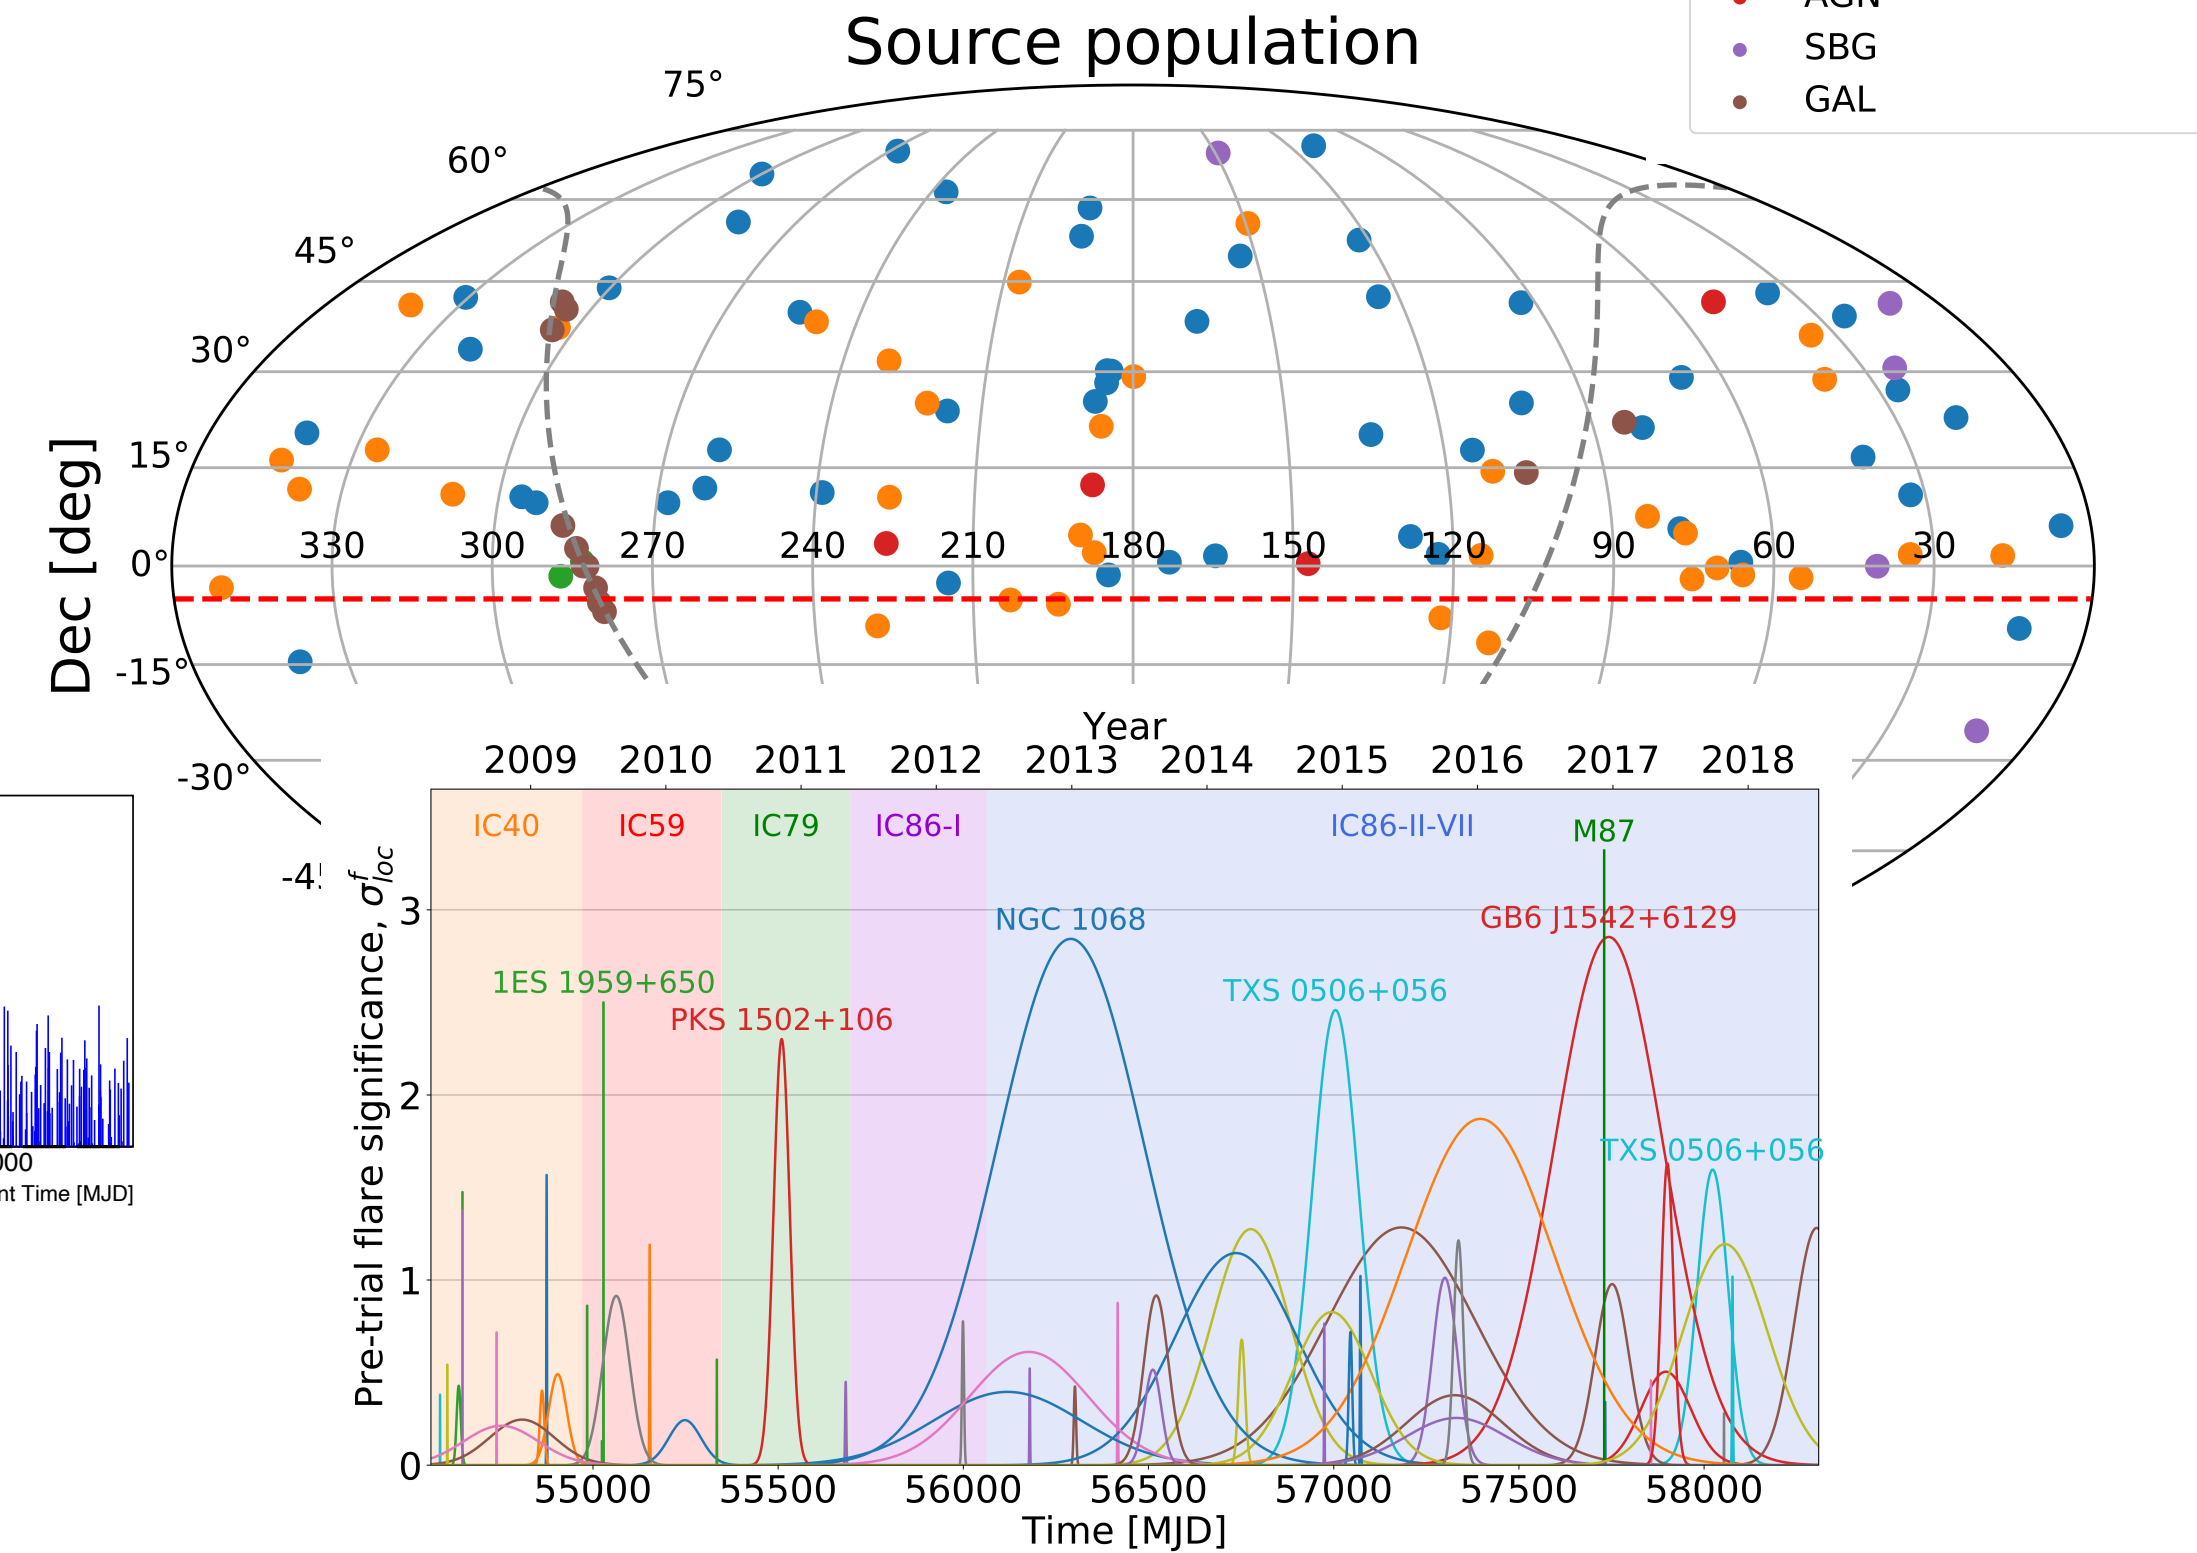 AGN
Source population
SBG
75°
GAL
60°
45°
30°
15°
330 300 270 240 210 180 150 120 90 60 30
0°
Dec [deg]
-15°
Year
2009 2010 2011 2012 2013 2014 2015 2016 2017 2018
-30°
IC40 IC59 IC79 IC86-I IC86-II-VII
M87
3
NGC 1068
GB6 J1542+6129
1ES 1959+650
TXS 0506+056
PKS 1502+106
Pre-trial flare significance, σ^f_loc
2
TXS 0506+056
000
nt Time [MJD]
1
0
55000 55500 56000 56500 57000 57500 58000
Time [MJD]